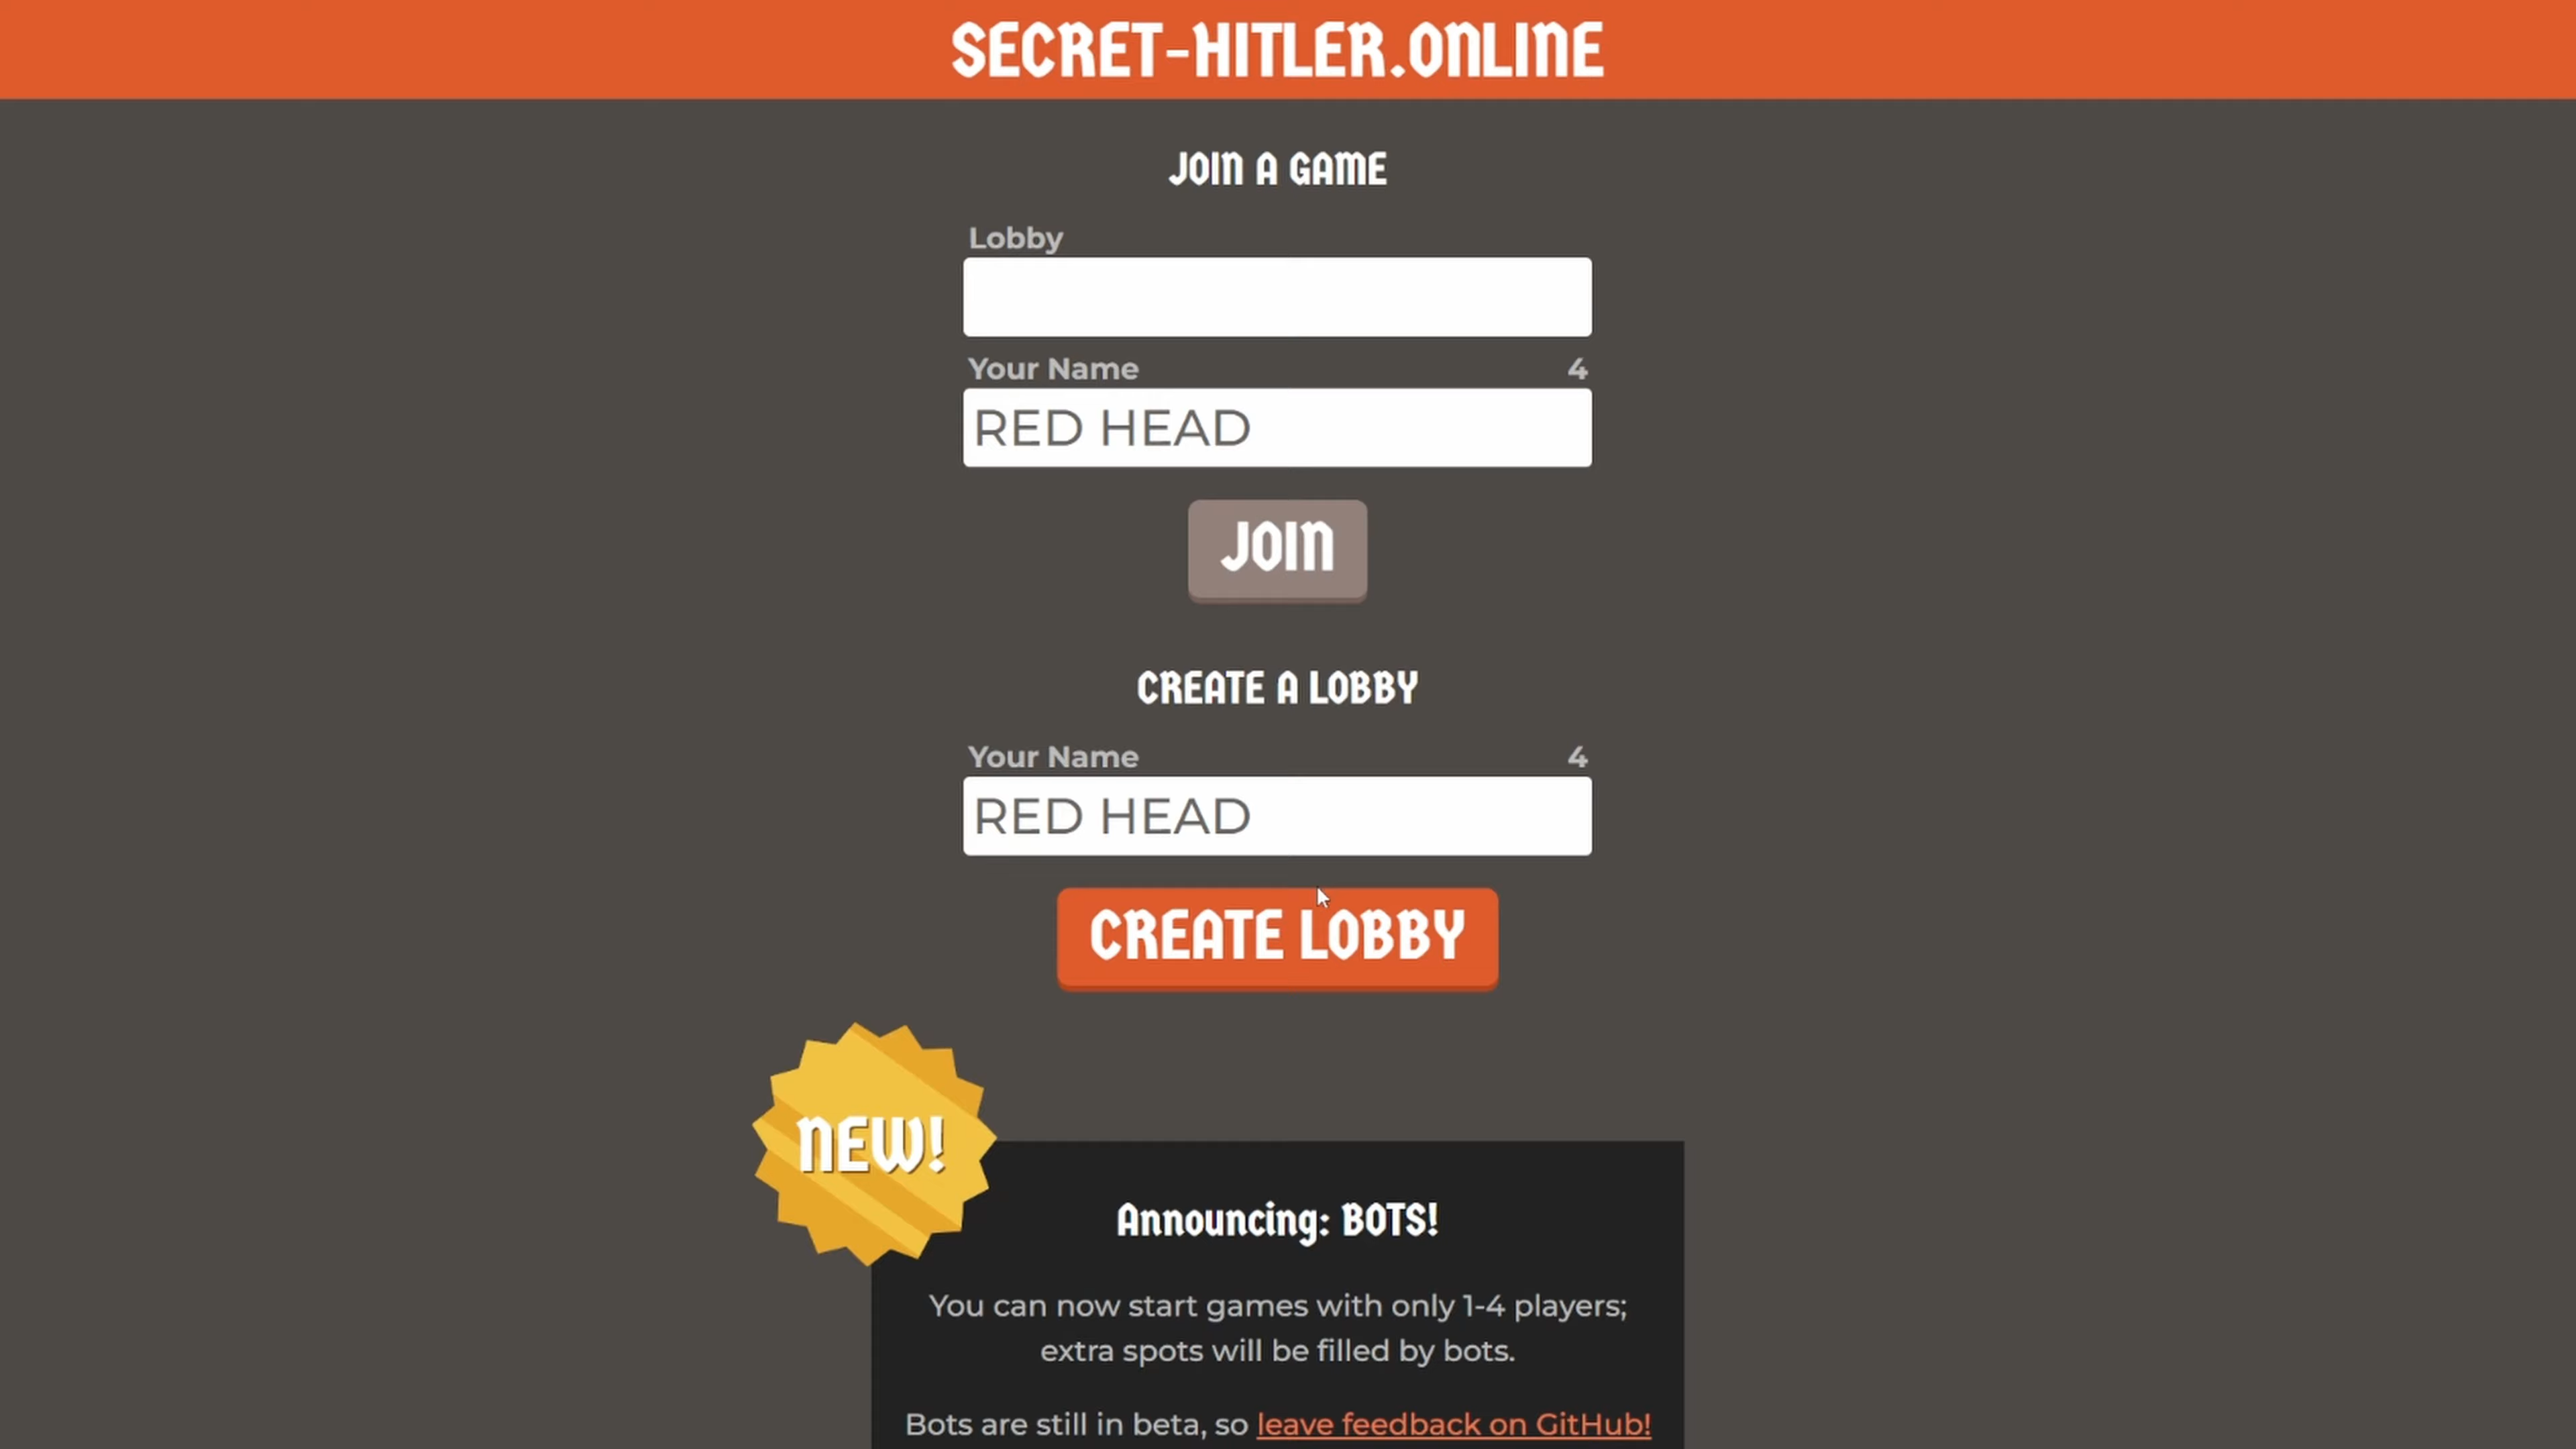 SECRET-HITLER.ONLINE
JOIN A GAME
Lobby
Your Name 4
RED HEAD
JOIN
CREATE A LOBBY
Your Name 4
RED HEAD
CREATE LOBBY
NEW!
Announcing: BOTS!
You can now start games with only 1-4 players;
extra spots will be filled by bots.
Bots are still in beta, so leave feedback on GitHub!